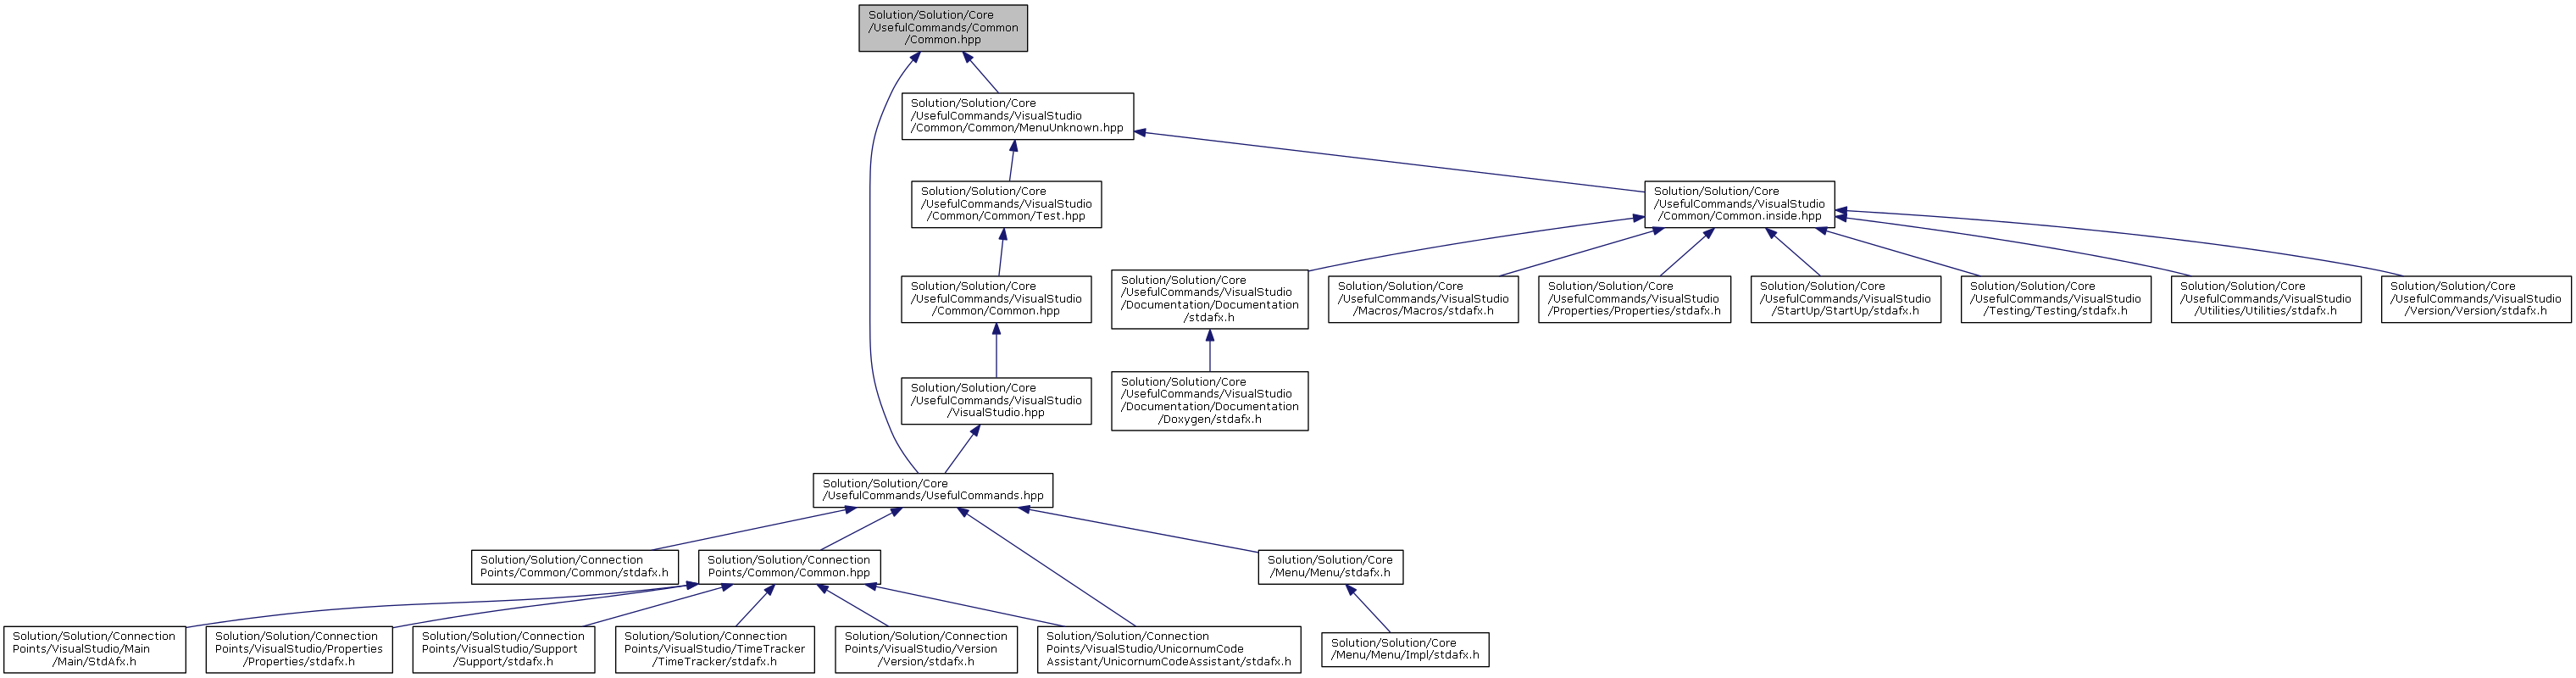 Solution/Solution/Core
/UsefulCommands/Common
/Common.hpp
Solution/Solution/Core
/UsefulCommands/VisualStudio
/Common/Common/MenuUnknown.hpp
Solution/Solution/Core
/UsefulCommands/VisualStudio
/Common/Common/Test.hpp
Solution/Solution/Core
/UsefulCommands/VisualStudio
/Common/Common.inside.hpp
Solution/Solution/Core
/UsefulCommands/VisualStudio
/Common/Common.hpp
Solution/Solution/Core
/UsefulCommands/VisualStudio
/Documentation/Documentation
/stdafx.h
Solution/Solution/Core
/UsefulCommands/VisualStudio
/Macros/Macros/stdafx.h
Solution/Solution/Core
/UsefulCommands/VisualStudio
/Properties/Properties/stdafx.h
Solution/Solution/Core
/UsefulCommands/VisualStudio
/StartUp/StartUp/stdafx.h
Solution/Solution/Core
/UsefulCommands/VisualStudio
/Testing/Testing/stdafx.h
Solution/Solution/Core
/UsefulCommands/VisualStudio
/Utilities/Utilities/stdafx.h
Solution/Solution/Core
/UsefulCommands/VisualStudio
/Version/Version/stdafx.h
Solution/Solution/Core
/UsefulCommands/VisualStudio
/VisualStudio.hpp
Solution/Solution/Core
/UsefulCommands/VisualStudio
/Documentation/Documentation
/Doxygen/stdafx.h
Solution/Solution/Core
/UsefulCommands/UsefulCommands.hpp
Solution/Solution/Connection
Points/Common/Common/stdafx.h
Solution/Solution/Connection
Points/Common/Common.hpp
Solution/Solution/Core
/Menu/Menu/stdafx.h
Solution/Solution/Connection
Points/VisualStudio/Main
/Main/StdAfx.h
Solution/Solution/Connection
Points/VisualStudio/Properties
/Properties/stdafx.h
Solution/Solution/Connection
Points/VisualStudio/Support
/Support/stdafx.h
Solution/Solution/Connection
Points/VisualStudio/TimeTracker
/TimeTracker/stdafx.h
Solution/Solution/Connection
Points/VisualStudio/Version
/Version/stdafx.h
Solution/Solution/Connection
Points/VisualStudio/UnicornumCode
Assistant/UnicornumCodeAssistant/stdafx.h
Solution/Solution/Core
/Menu/Menu/Impl/stdafx.h